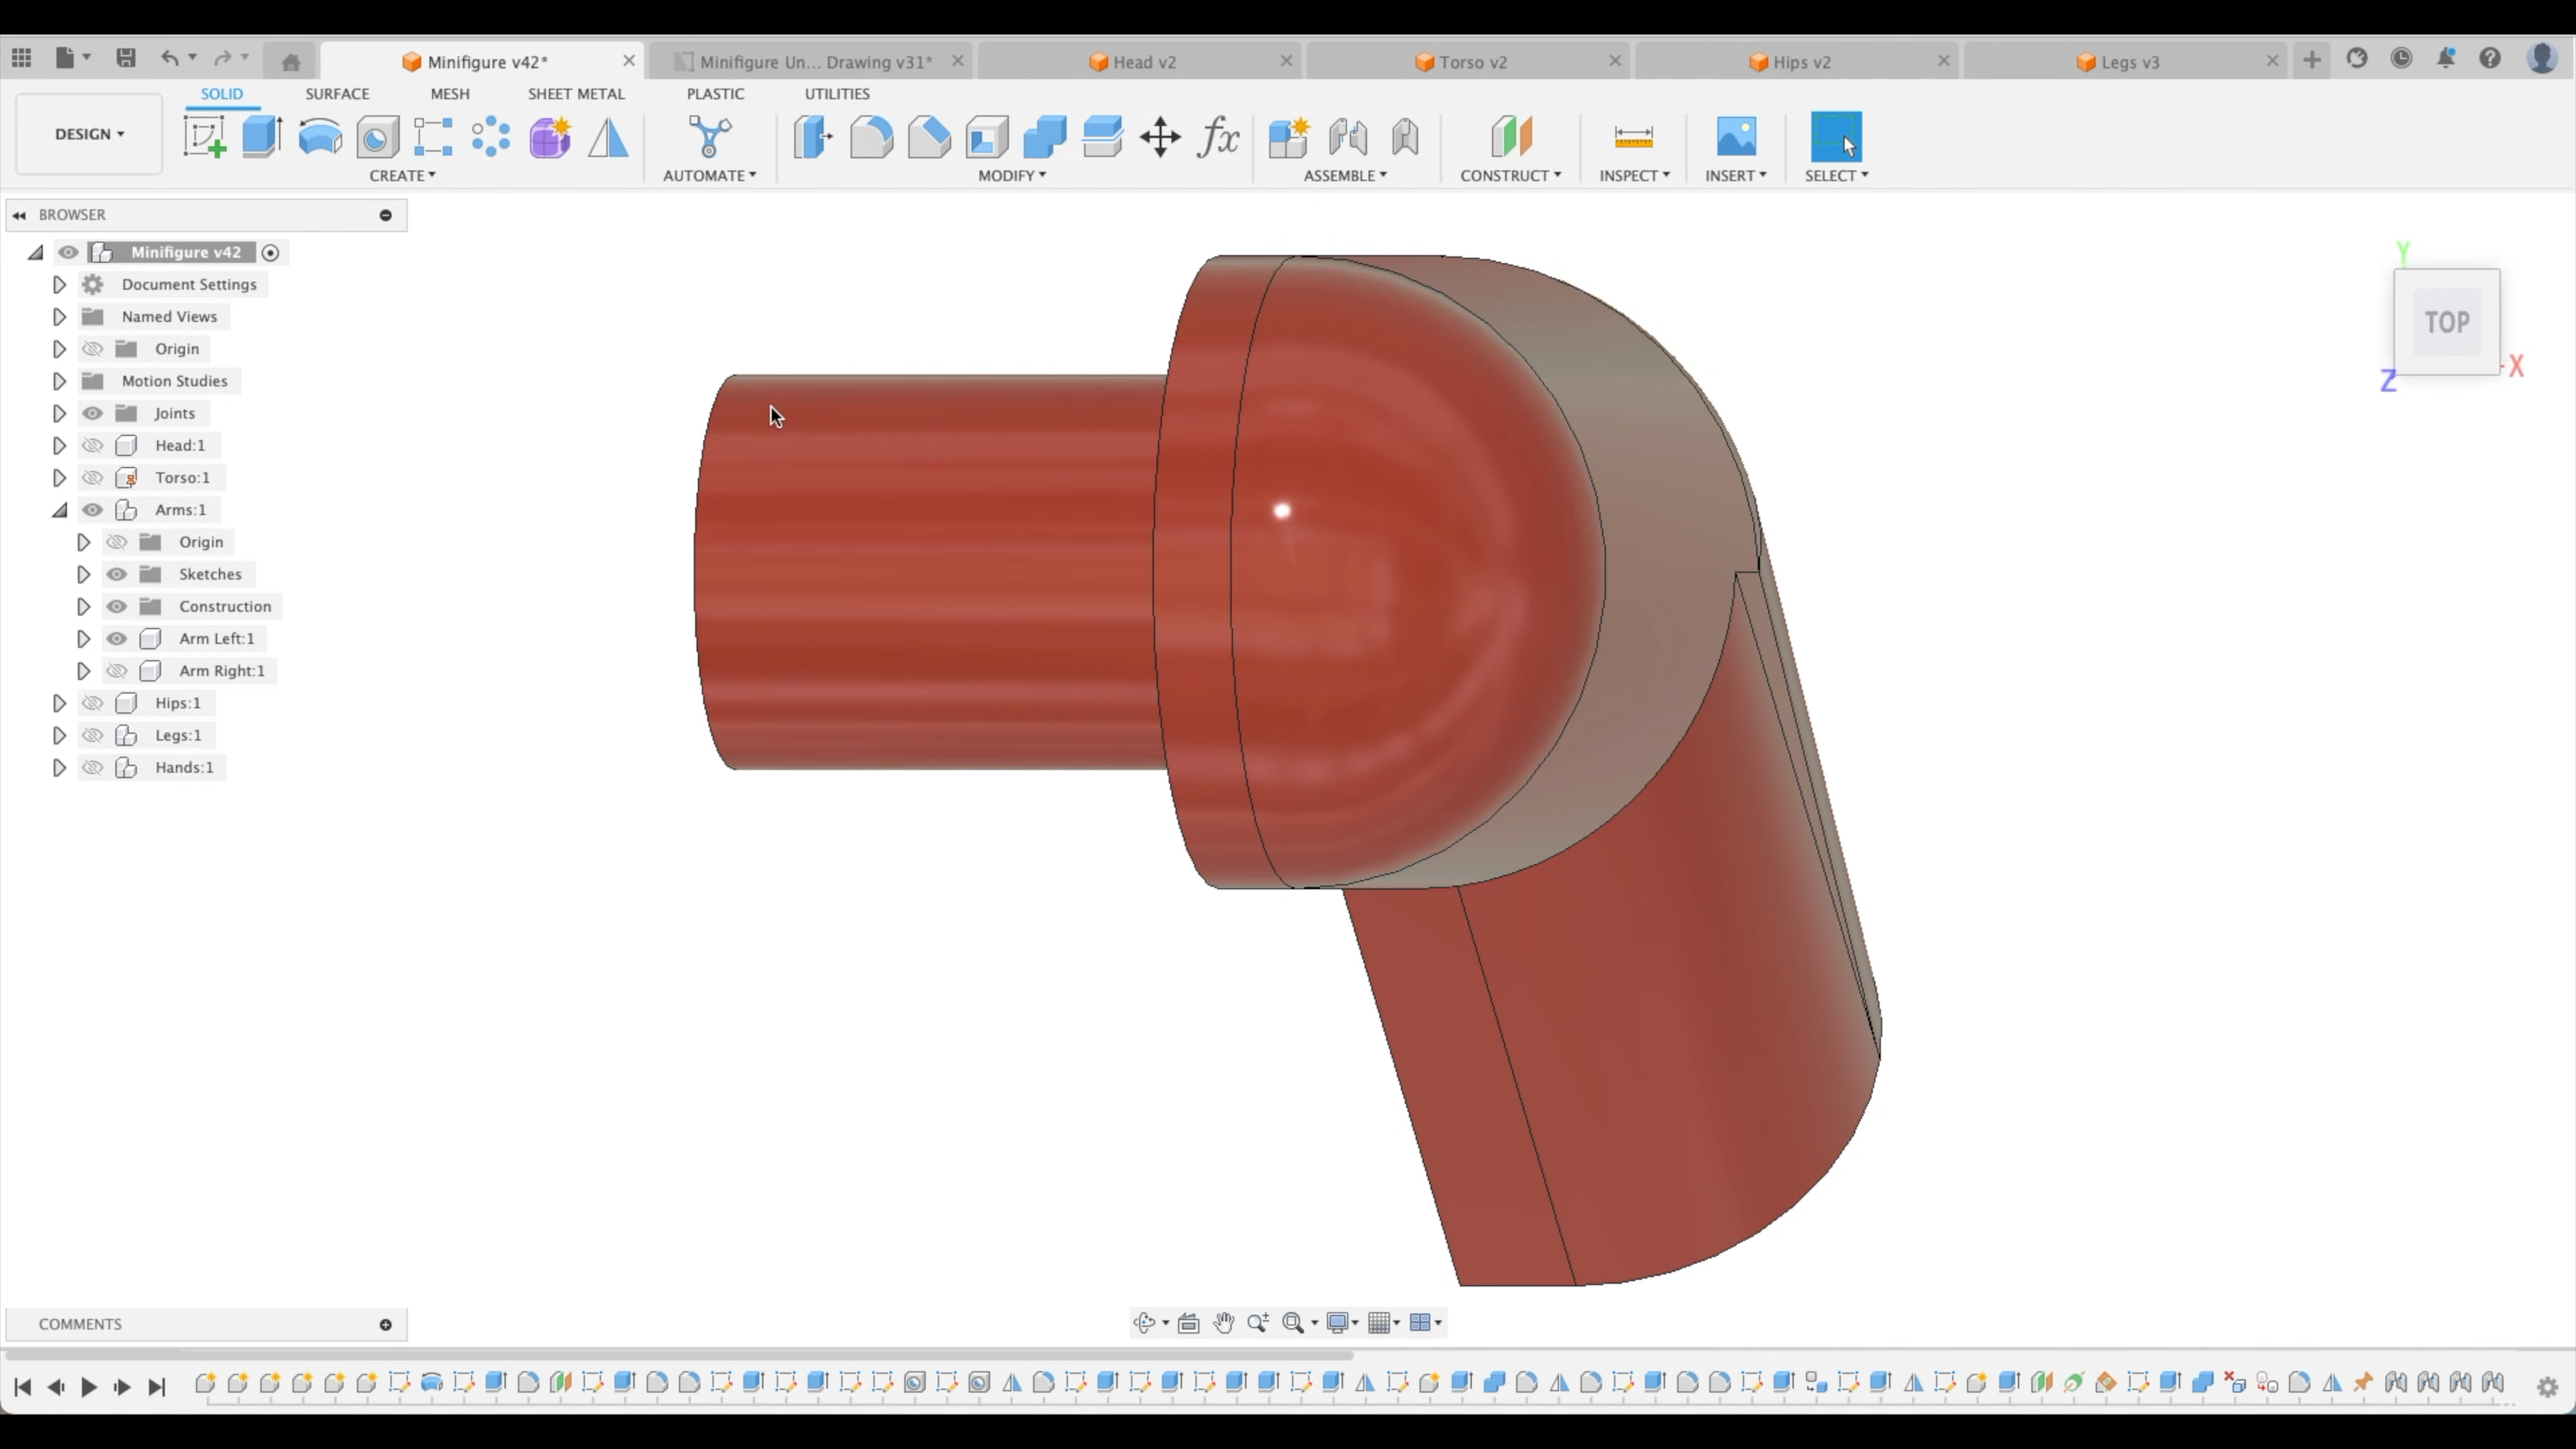 Minifigure v42*
Minifigure Un... Drawing v31*
Head v2
Torso v2
Hips v2
Legs v3
DESIGN
SOLID
SURFACE
MESH
SHEET METAL
PLASTIC
UTILITIES
CREATE
AUTOMATE
MODIFY
ASSEMBLE
CONSTRUCT
INSPECT
INSERT
SELECT
fx
BROWSER
Minifigure v42
Document Settings
Named Views
Origin
Motion Studies
Joints
Head:1
Torso:1
Arms:1
Origin
Sketches
Construction
Arm Left:1
Arm Right:1
Hips:1
Legs:1
Hands:1
Y
TOP
X
Z
COMMENTS